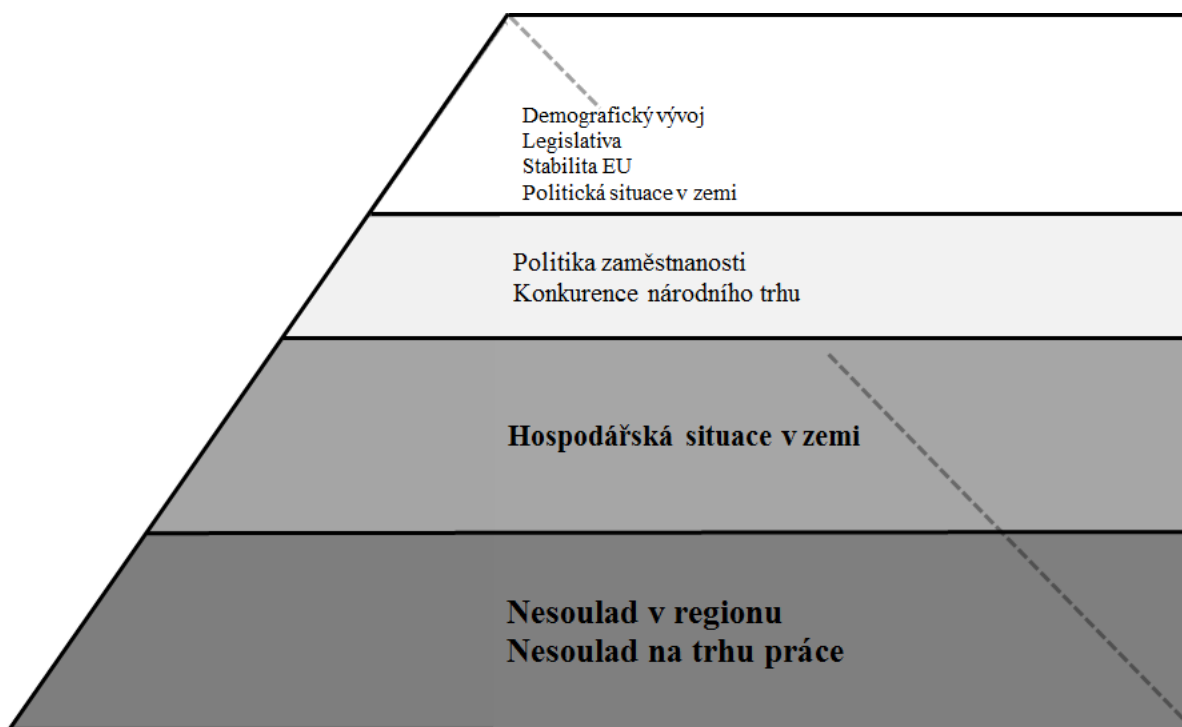 Demografický vývoj
Legislativa
Stabilita EU
Politická situace v zemi
Politika zaměstnanosti
Konkurence národního trhu
Hospodářská situace v zemi
Nesoulad v regionu
Nesoulad na trhu práce